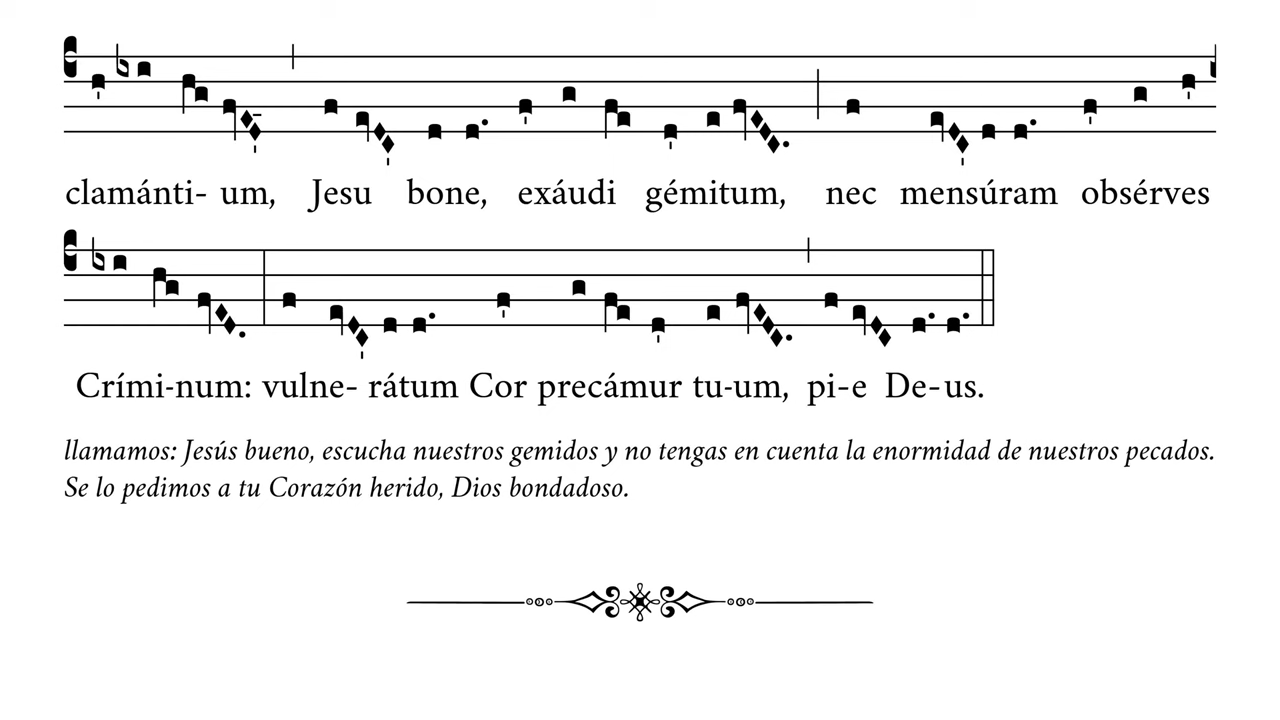 clamánti- um, Jesu bone, exáudi gémitum, nec mensúram obsérves
Crími-num: vulne- rátum Cor precámur tu-um, pi-e De-us.
llamamos: Jesús bueno, escucha nuestros gemidos y no tengas en cuenta la enormidad de nuestros pecados.
Se lo pedimos a tu Corazón herido, Dios bondadoso.